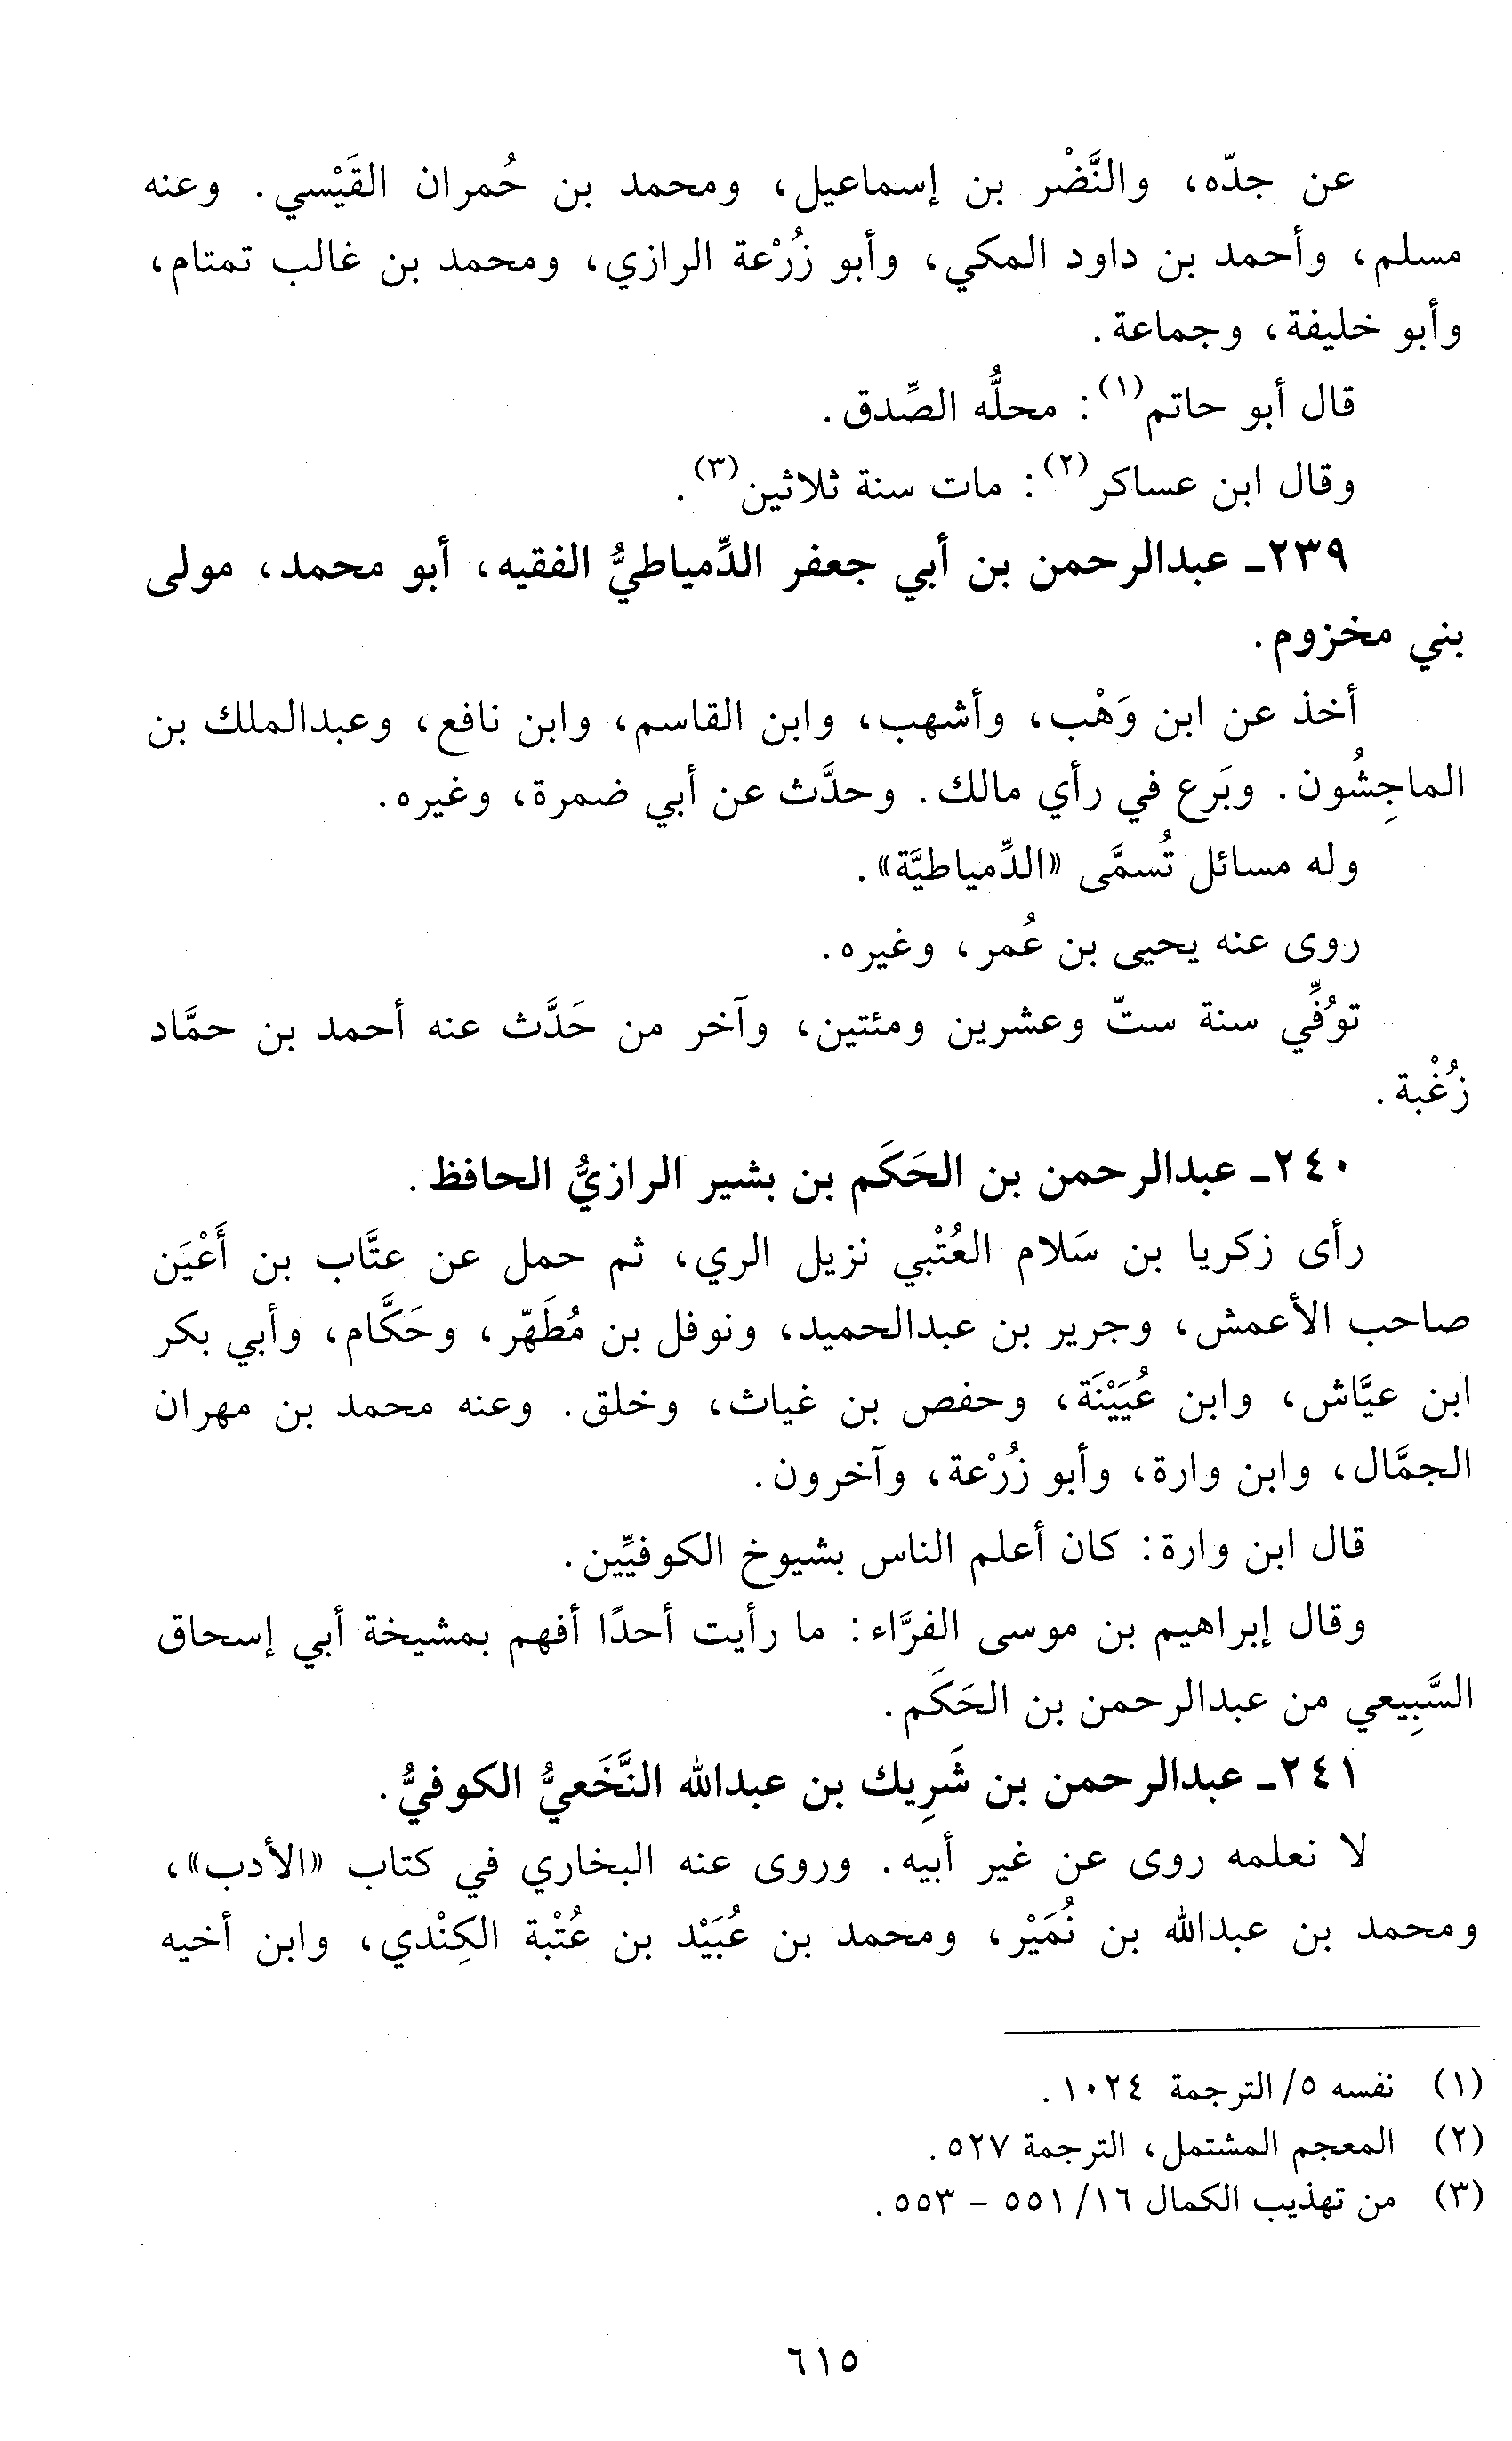 عن جدّه، والنَّضْر بن إسماعيل، ومحمد بن حُمران القَيْسي. وعنه
مسلم، وأحمد بن داود المكي، وأبو زُرْعة الرازي، ومحمد بن غالب تمتام،
وأبو خليفة، وجماعة.
قال أبو حاتم(١): محلُّه الصِّدق.
وقال ابن عساكر(٢): مات سنة ثلاثين(٣).
٢٣٩ـ عبدالرحمن بن أبي جعفر الدِّمياطيُّ الفقيه، أبو محمد، مولى
بني مخزوم.
أخذ عن ابن وَهْب، وأشهب، وابن القاسم، وابن نافع، وعبدالملك بن
الماجِشُون. وبَرع في رأي مالك. وحدَّث عن أبي ضمرة، وغيره.
وله مسائل تُسمَّى «الدِّمياطيَّة».
روى عنه يحيى بن عُمر، وغيره.
توُفِّي سنة ستّ وعشرين ومئتين، وآخر من حَدَّث عنه أحمد بن حمَّاد
زُغْبة.
٢٤٠ـ عبدالرحمن بن الحَكَم بن بشير الرازيُّ الحافظ.
رأى زكريا بن سَلام العُتْبي نزيل الري، ثم حمل عن عتَّاب بن أَعْيَن
صاحب الأعمش، وجرير بن عبدالحميد، ونوفل بن مُطَهّر، وحَكَّام، وأبي بكر
ابن عيَّاش، وابن عُيَيْنَة، وحفص بن غياث، وخلق. وعنه محمد بن مهران
الجمَّال، وابن وارة، وأبو زُرْعة، وآخرون.
قال ابن وارة: كان أعلم الناس بشيوخ الكوفيِّين.
وقال إبراهيم بن موسى الفرَّاء: ما رأيت أحدًا أفهم بمشيخة أبي إسحاق
السَّبِيعي من عبدالرحمن بن الحَكَم.
٢٤١ـ عبدالرحمن بن شَرِيك بن عبدالله النَّخَعيُّ الكوفيُّ.
لا نعلمه روى عن غير أبيه. وروى عنه البخاري في كتاب «الأدب»،
ومحمد بن عبدالله بن نُمَيْر، ومحمد بن عُبَيْد بن عُتْبة الكِنْدي، وابن أخيه
(١) نفسه ٥/ الترجمة ١٠٢٤.
(٢) المعجم المشتمل، الترجمة ٥٢٧.
(٣) من تهذيب الكمال ١٦/ ٥٥١ – ٥٥٣.
٦١٥